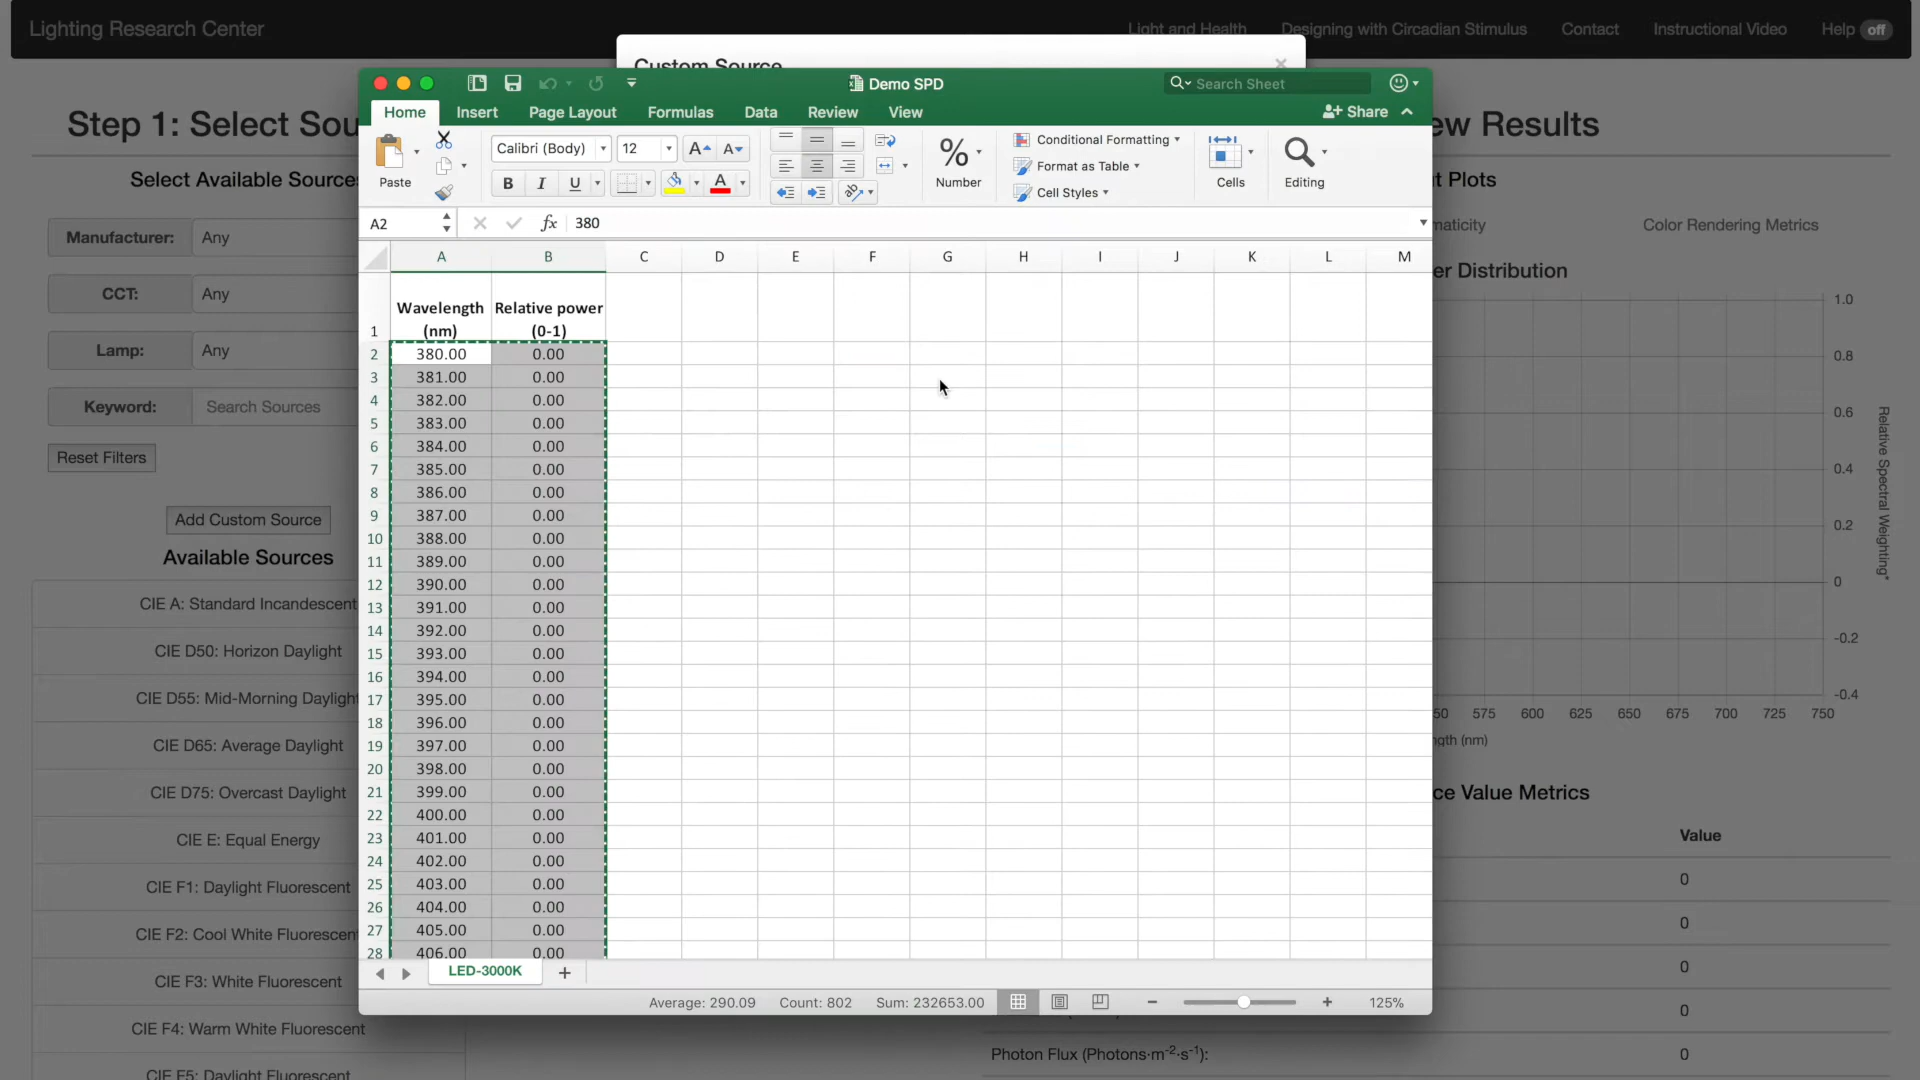 Lighting Research Center
Light and Health
Designing with Circadian Stimulus
Contact
Instructional Video
Help off
Custom Source
Step 1: Select Sou
Select Available Sources
Manufacturer: Any
CCT: Any
Lamp: Any
Keyword: Search Sources
Reset Filters
Add Custom Source
Available Sources
CIE A: Standard Incandescent
CIE D50: Horizon Daylight
CIE D55: Mid-Morning Daylight
CIE D65: Average Daylight
CIE D75: Overcast Daylight
CIE E: Equal Energy
CIE F1: Daylight Fluorescent
CIE F2: Cool White Fluorescent
CIE F3: White Fluorescent
CIE F4: Warm White Fluorescent
CIE F5: Daylight Fluorescent
Demo SPD
Search Sheet
Home Insert Page Layout Formulas Data Review View
Share
Paste
Calibri (Body) 12
B I U
Number
Conditional Formatting
Format as Table
Cell Styles
Cells
Editing
A2 fx 380
A B C D E F G H I J K L M
Wavelength Relative power
1 (nm) (0-1)
2 380.00 0.00
3 381.00 0.00
4 382.00 0.00
5 383.00 0.00
6 384.00 0.00
7 385.00 0.00
8 386.00 0.00
9 387.00 0.00
10 388.00 0.00
11 389.00 0.00
12 390.00 0.00
13 391.00 0.00
14 392.00 0.00
15 393.00 0.00
16 394.00 0.00
17 395.00 0.00
18 396.00 0.00
19 397.00 0.00
20 398.00 0.00
21 399.00 0.00
22 400.00 0.00
23 401.00 0.00
24 402.00 0.00
25 403.00 0.00
26 404.00 0.00
27 405.00 0.00
28 406.00 0.00
LED-3000K
Average: 290.09 Count: 802 Sum: 232653.00
125%
ew Results
t Plots
maticity
Color Rendering Metrics
er Distribution
1.0
0.8
0.6
0.4
0.2
0
-0.2
-0.4
Relative Spectral Weighting*
50 575 600 625 650 675 700 725 750
ngth (nm)
ce Value Metrics
Value
0
0
0
0
Photon Flux (Photons·m-2·s-1): 0